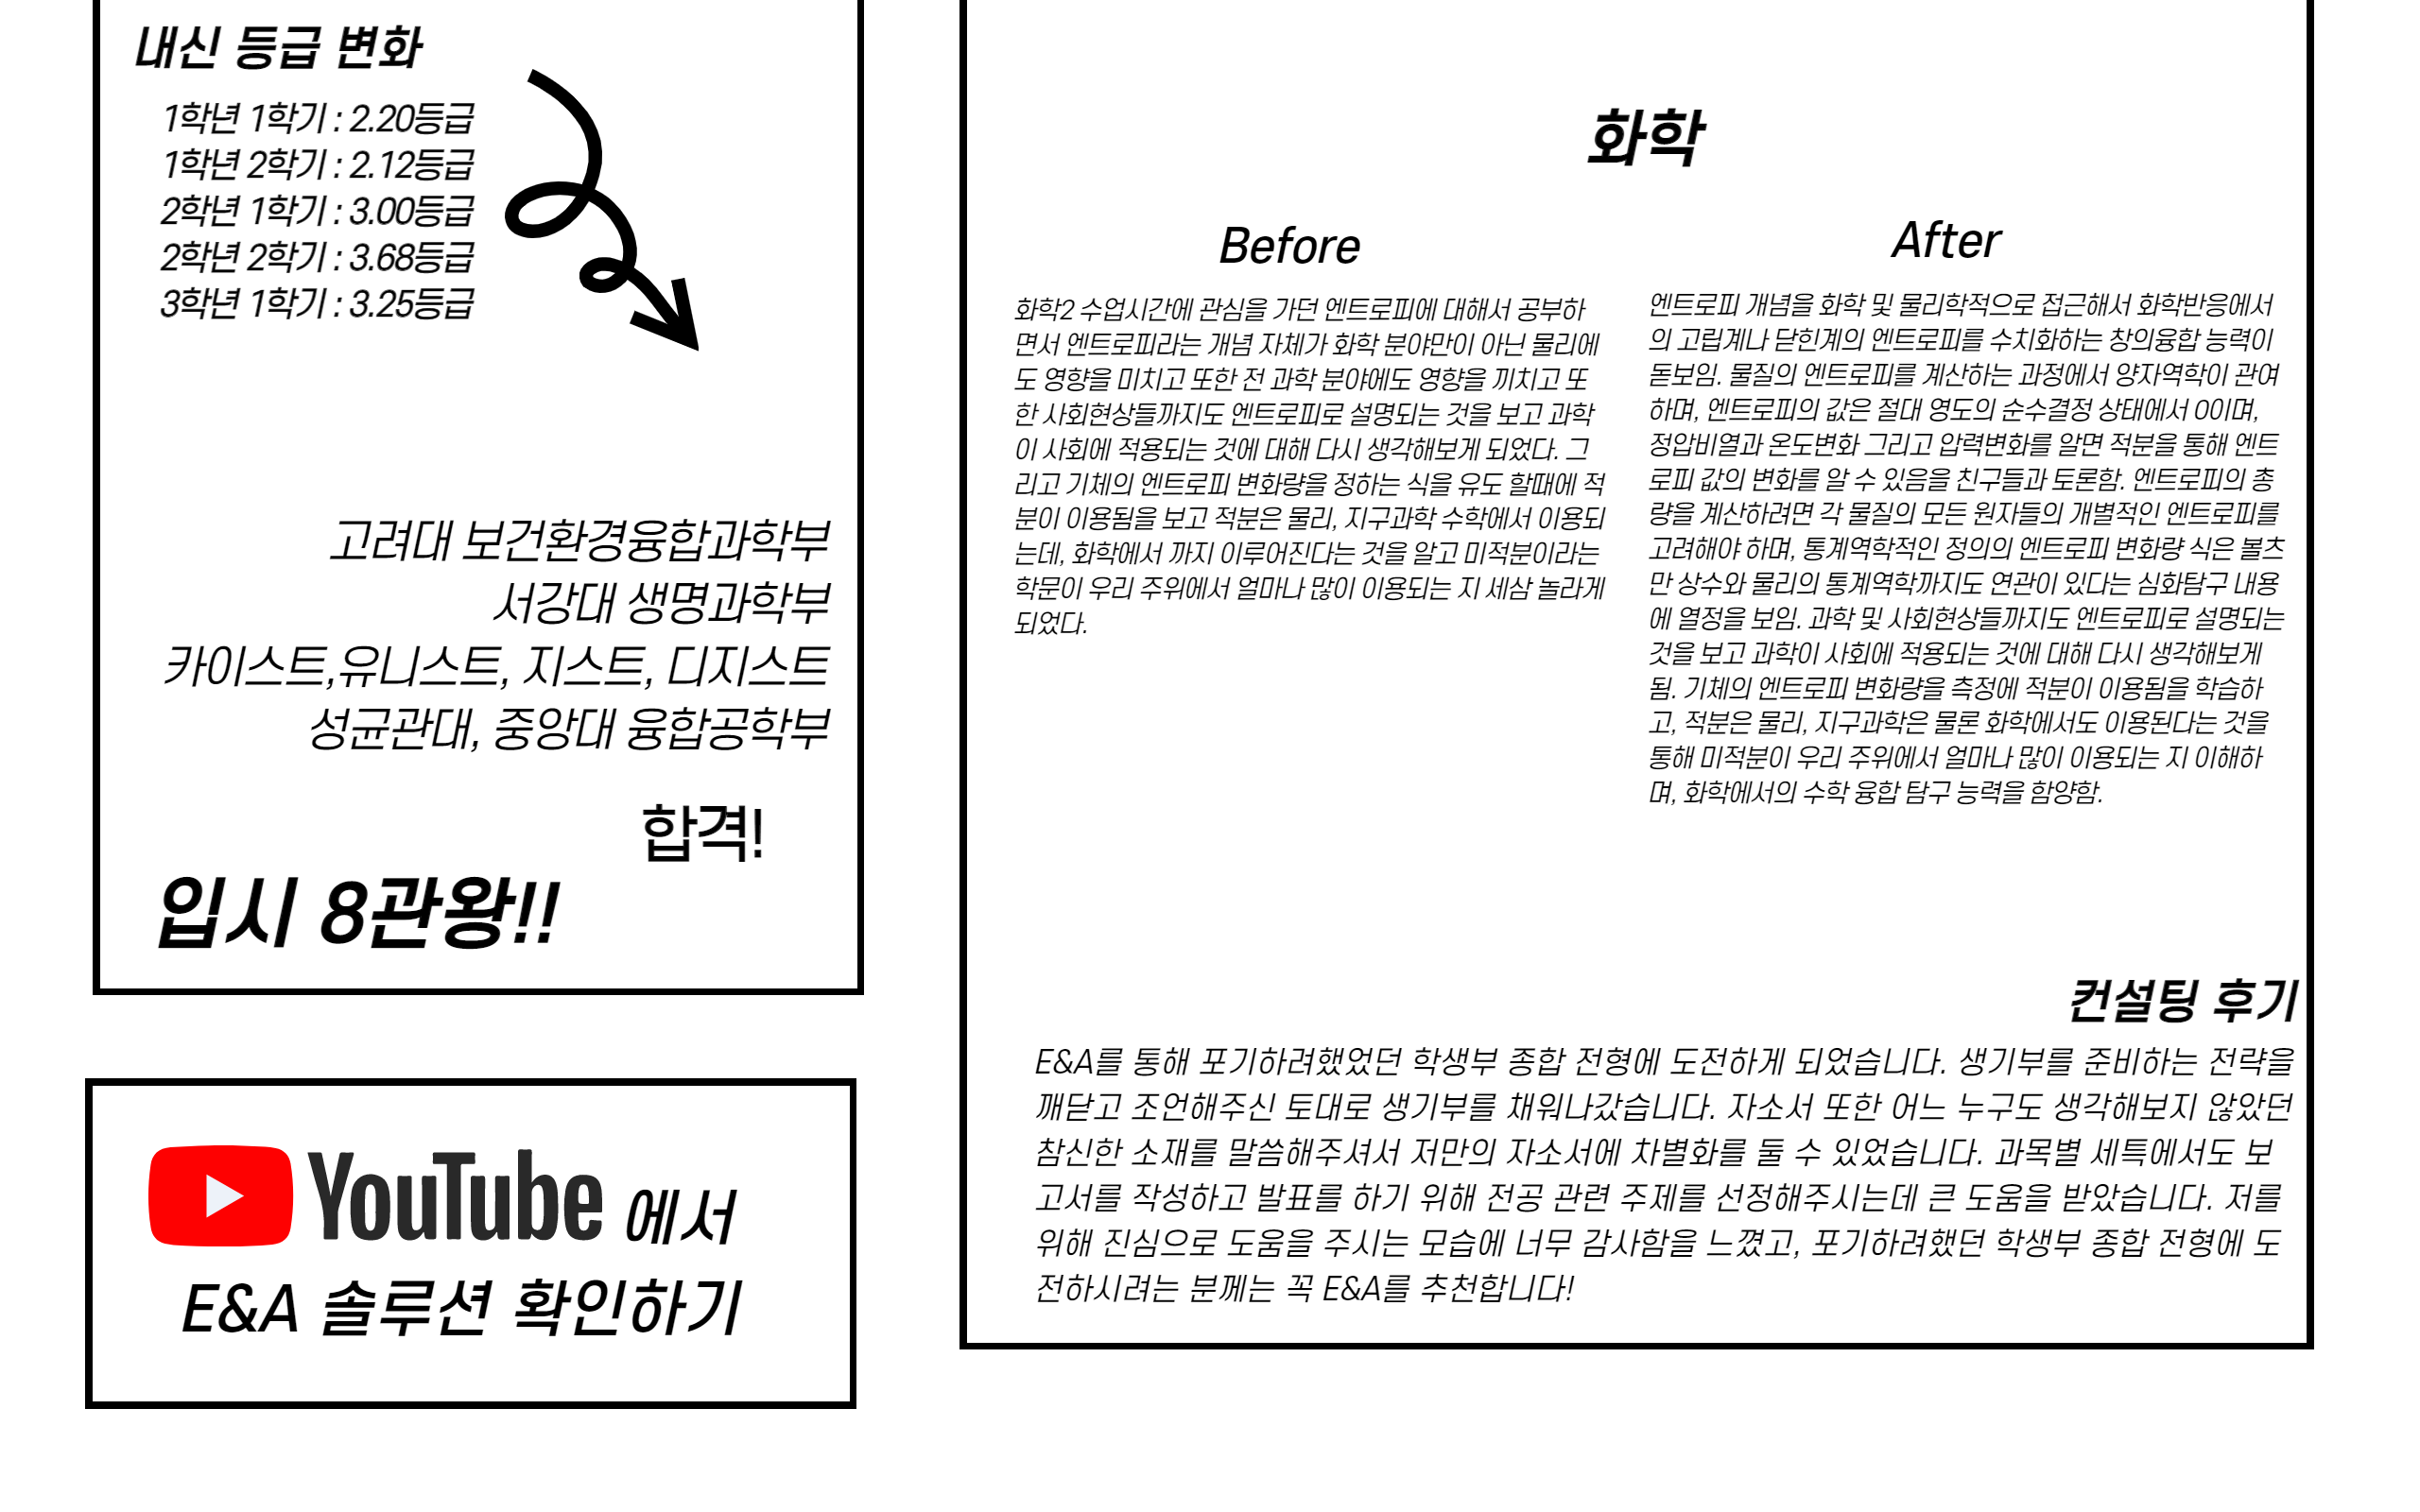 내신 등급 변화
1학년 1학기 : 2.20등급
1학년 2학기 : 2.12등급
2학년 1학기 : 3.00등급
2학년 2학기 : 3.68등급
3학년 1학기 : 3.25등급
고려대 보건환경융합과학부
서강대 생명과학부
카이스트,유니스트, 지스트, 디지스트
성균관대, 중앙대 융합공학부
합격!
입시 8관왕!!
YouTube 에서
E&A 솔루션 확인하기
화학
Before
화학2 수업시간에 관심을 가던 엔트로피에 대해서 공부하
면서 엔트로피라는 개념 자체가 화학 분야만이 아닌 물리에
도 영향을 미치고 또한 전 과학 분야에도 영향을 끼치고 또
한 사회현상들까지도 엔트로피로 설명되는 것을 보고 과학
이 사회에 적용되는 것에 대해 다시 생각해보게 되었다. 그
리고 기체의 엔트로피 변화량을 정하는 식을 유도 할때에 적
분이 이용됨을 보고 적분은 물리, 지구과학 수학에서 이용되
는데, 화학에서 까지 이루어진다는 것을 알고 미적분이라는
학문이 우리 주위에서 얼마나 많이 이용되는 지 세삼 놀라게
되었다.
After
엔트로피 개념을 화학 및 물리학적으로 접근해서 화학반응에서
의 고립계나 닫힌계의 엔트로피를 수치화하는 창의융합 능력이
돋보임. 물질의 엔트로피를 계산하는 과정에서 양자역학이 관여
하며, 엔트로피의 값은 절대 영도의 순수결정 상태에서 0이며,
정압비열과 온도변화 그리고 압력변화를 알면 적분을 통해 엔트
로피 값의 변화를 알 수 있음을 친구들과 토론함. 엔트로피의 총
량을 계산하려면 각 물질의 모든 원자들의 개별적인 엔트로피를
고려해야 하며, 통계역학적인 정의의 엔트로피 변화량 식은 볼츠
만 상수와 물리의 통계역학까지도 연관이 있다는 심화탐구 내용
에 열정을 보임. 과학 및 사회현상들까지도 엔트로피로 설명되는
것을 보고 과학이 사회에 적용되는 것에 대해 다시 생각해보게
됨. 기체의 엔트로피 변화량을 측정에 적분이 이용됨을 학습하
고, 적분은 물리, 지구과학은 물론 화학에서도 이용된다는 것을
통해 미적분이 우리 주위에서 얼마나 많이 이용되는 지 이해하
며, 화학에서의 수학 융합 탐구 능력을 함양함.
컨설팅 후기
E&A를 통해 포기하려했었던 학생부 종합 전형에 도전하게 되었습니다. 생기부를 준비하는 전략을
깨닫고 조언해주신 토대로 생기부를 채워나갔습니다. 자소서 또한 어느 누구도 생각해보지 않았던
참신한 소재를 말씀해주셔서 저만의 자소서에 차별화를 둘 수 있었습니다. 과목별 세특에서도 보
고서를 작성하고 발표를 하기 위해 전공 관련 주제를 선정해주시는데 큰 도움을 받았습니다. 저를
위해 진심으로 도움을 주시는 모습에 너무 감사함을 느꼈고, 포기하려했던 학생부 종합 전형에 도
전하시려는 분께는 꼭 E&A를 추천합니다!